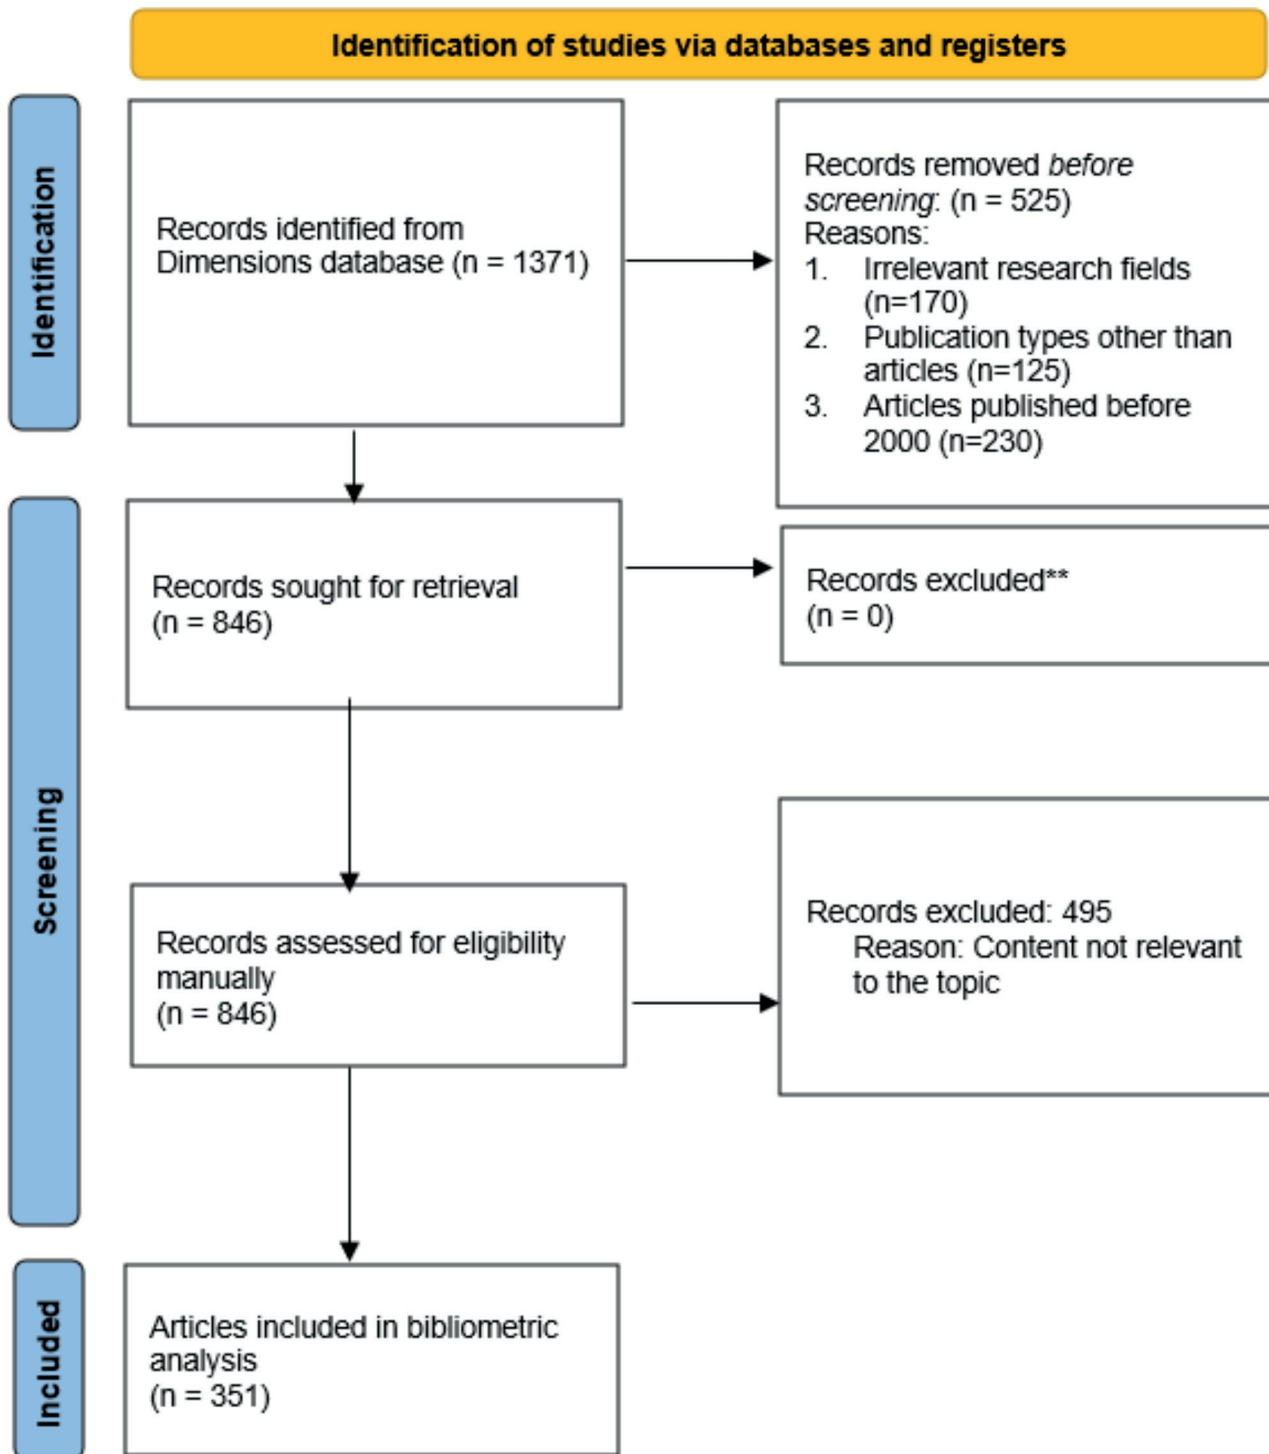 Identification of studies via databases and registers
Identification
Records identified from
Dimensions database (n = 1371)
Records removed before
screening: (n = 525)
Reasons:
1. Irrelevant research fields
(n=170)
2. Publication types other than
articles (n=125)
3. Articles published before
2000 (n=230)
Screening
Records sought for retrieval
(n = 846)
Records excluded**
(n = 0)
Records assessed for eligibility
manually
(n = 846)
Records excluded: 495
Reason: Content not relevant
to the topic
Included
Articles included in bibliometric
analysis
(n = 351)